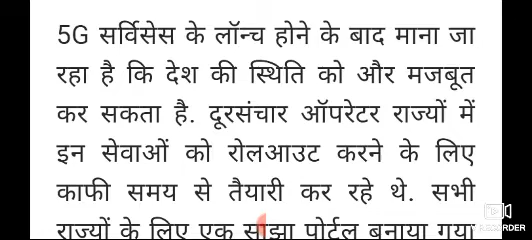 5G सर्विसेस के लॉन्च होने के बाद माना जा
रहा है कि देश की स्थिति को और मजबूत
कर सकता है. दूरसंचार ऑपरेटर राज्यों में
इन सेवाओं को रोलआउट करने के लिए
काफी समय से तैयारी कर रहे थे. सभी
राज्यों के लिए एक सांझा पोर्टल बनाया गया
RECORDER